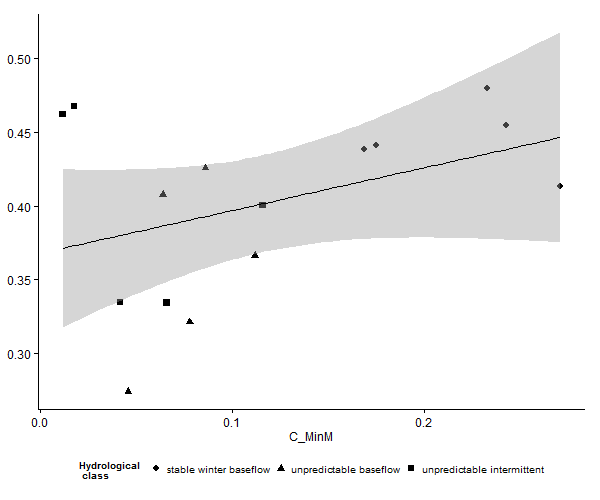 0.50
0.45
0.40
0.35
0.30
0.0 0.1 0.2
C_MinM
Hydrological
class
stable winter baseflow unpredictable baseflow unpredictable intermittent